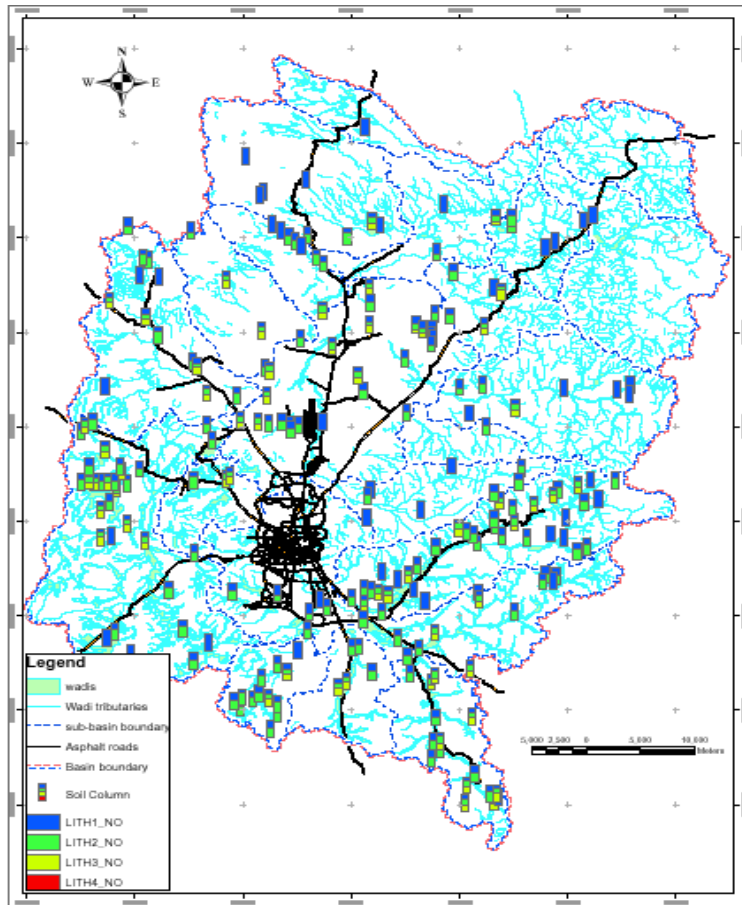 N
W E
S
Legend
wadis
Wadi tributaries
sub-basin boundary
Asphalt roads
Basin boundary
Soil Column
LITH1_NO
LITH2_NO
LITH3_NO
LITH4_NO
5,000 2,500 0 5,000 10,000
Meters